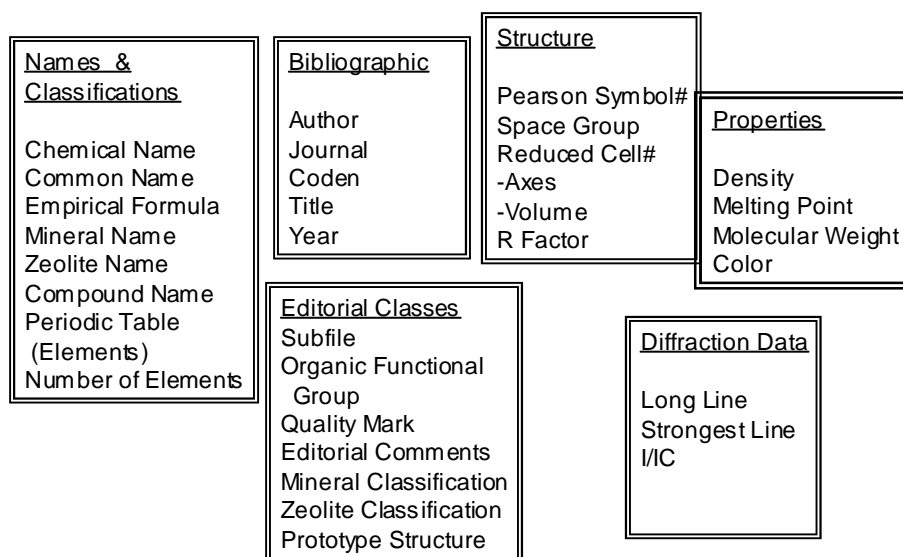 Names &
Classifications
Chemical Name
Common Name
Empirical Formula
Mineral Name
Zeolite Name
Compound Name
Periodic Table
(Elements)
Number of Elements
Bibliographic
Author
Journal
Coden
Title
Year
Structure
Pearson Symbol#
Space Group
Reduced Cell#
-Axes
-Volume
R Factor
Properties
Density
Melting Point
Molecular Weight
Color
Editorial Classes
Subfile
Organic Functional
Group
Quality Mark
Editorial Comments
Mineral Classification
Zeolite Classification
Prototype Structure
Diffraction Data
Long Line
Strongest Line
I/IC